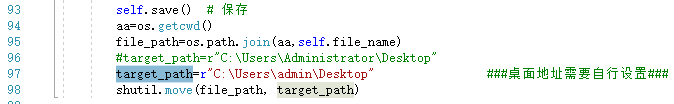 93 self.save()  # 保存
94 aa=os.getcwd()
95 file_path=os.path.join(aa,self.file_name)
96 #target_path=r"C:\Users\Administrator\Desktop"
97 target_path=r"C:\Users\admin\Desktop" ###桌面地址需要自行设置###
98 shutil.move(file_path, target_path)